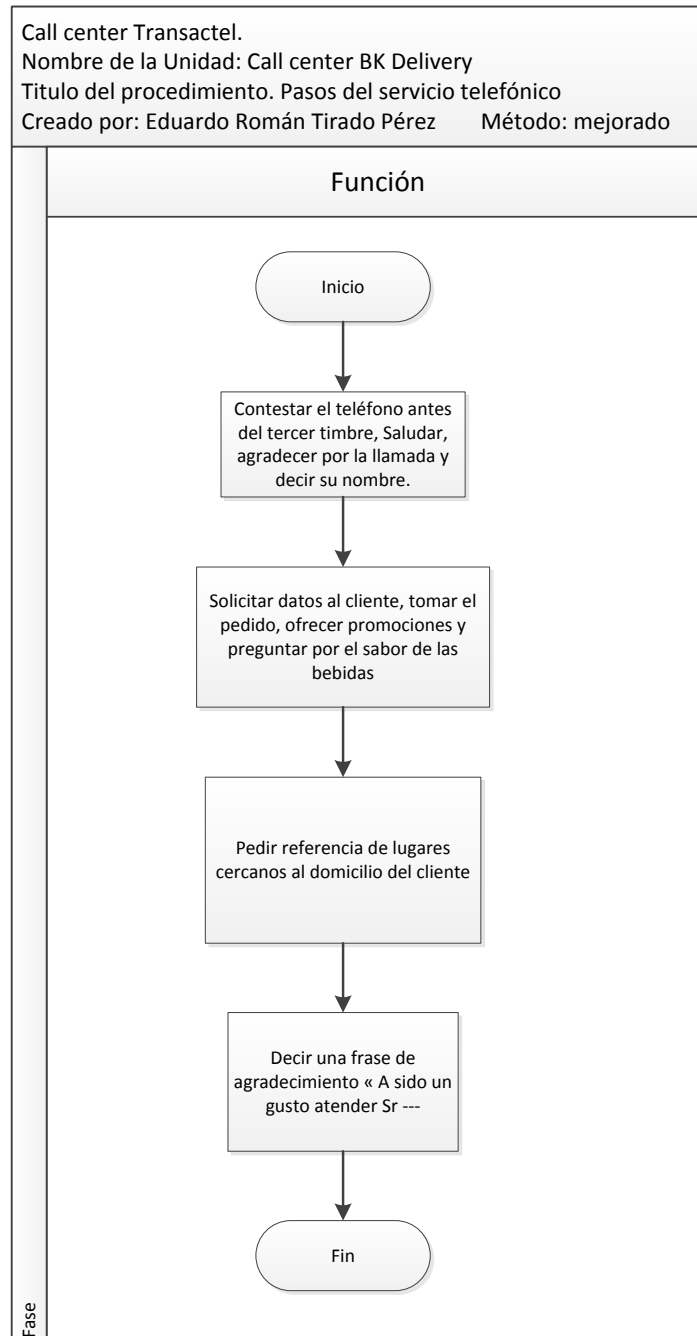 Call center Transactel.
Nombre de la Unidad: Call center BK Delivery
Titulo del procedimiento. Pasos del servicio telefónico
Creado por: Eduardo Román Tirado Pérez Método: mejorado
Función
Inicio
Contestar el teléfono antes
del tercer timbre, Saludar,
agradecer por la llamada y
decir su nombre.
Solicitar datos al cliente, tomar el
pedido, ofrecer promociones y
preguntar por el sabor de las
bebidas
Pedir referencia de lugares
cercanos al domicilio del cliente
Decir una frase de
agradecimiento « A sido un
gusto atender Sr ---
Fin
Fase